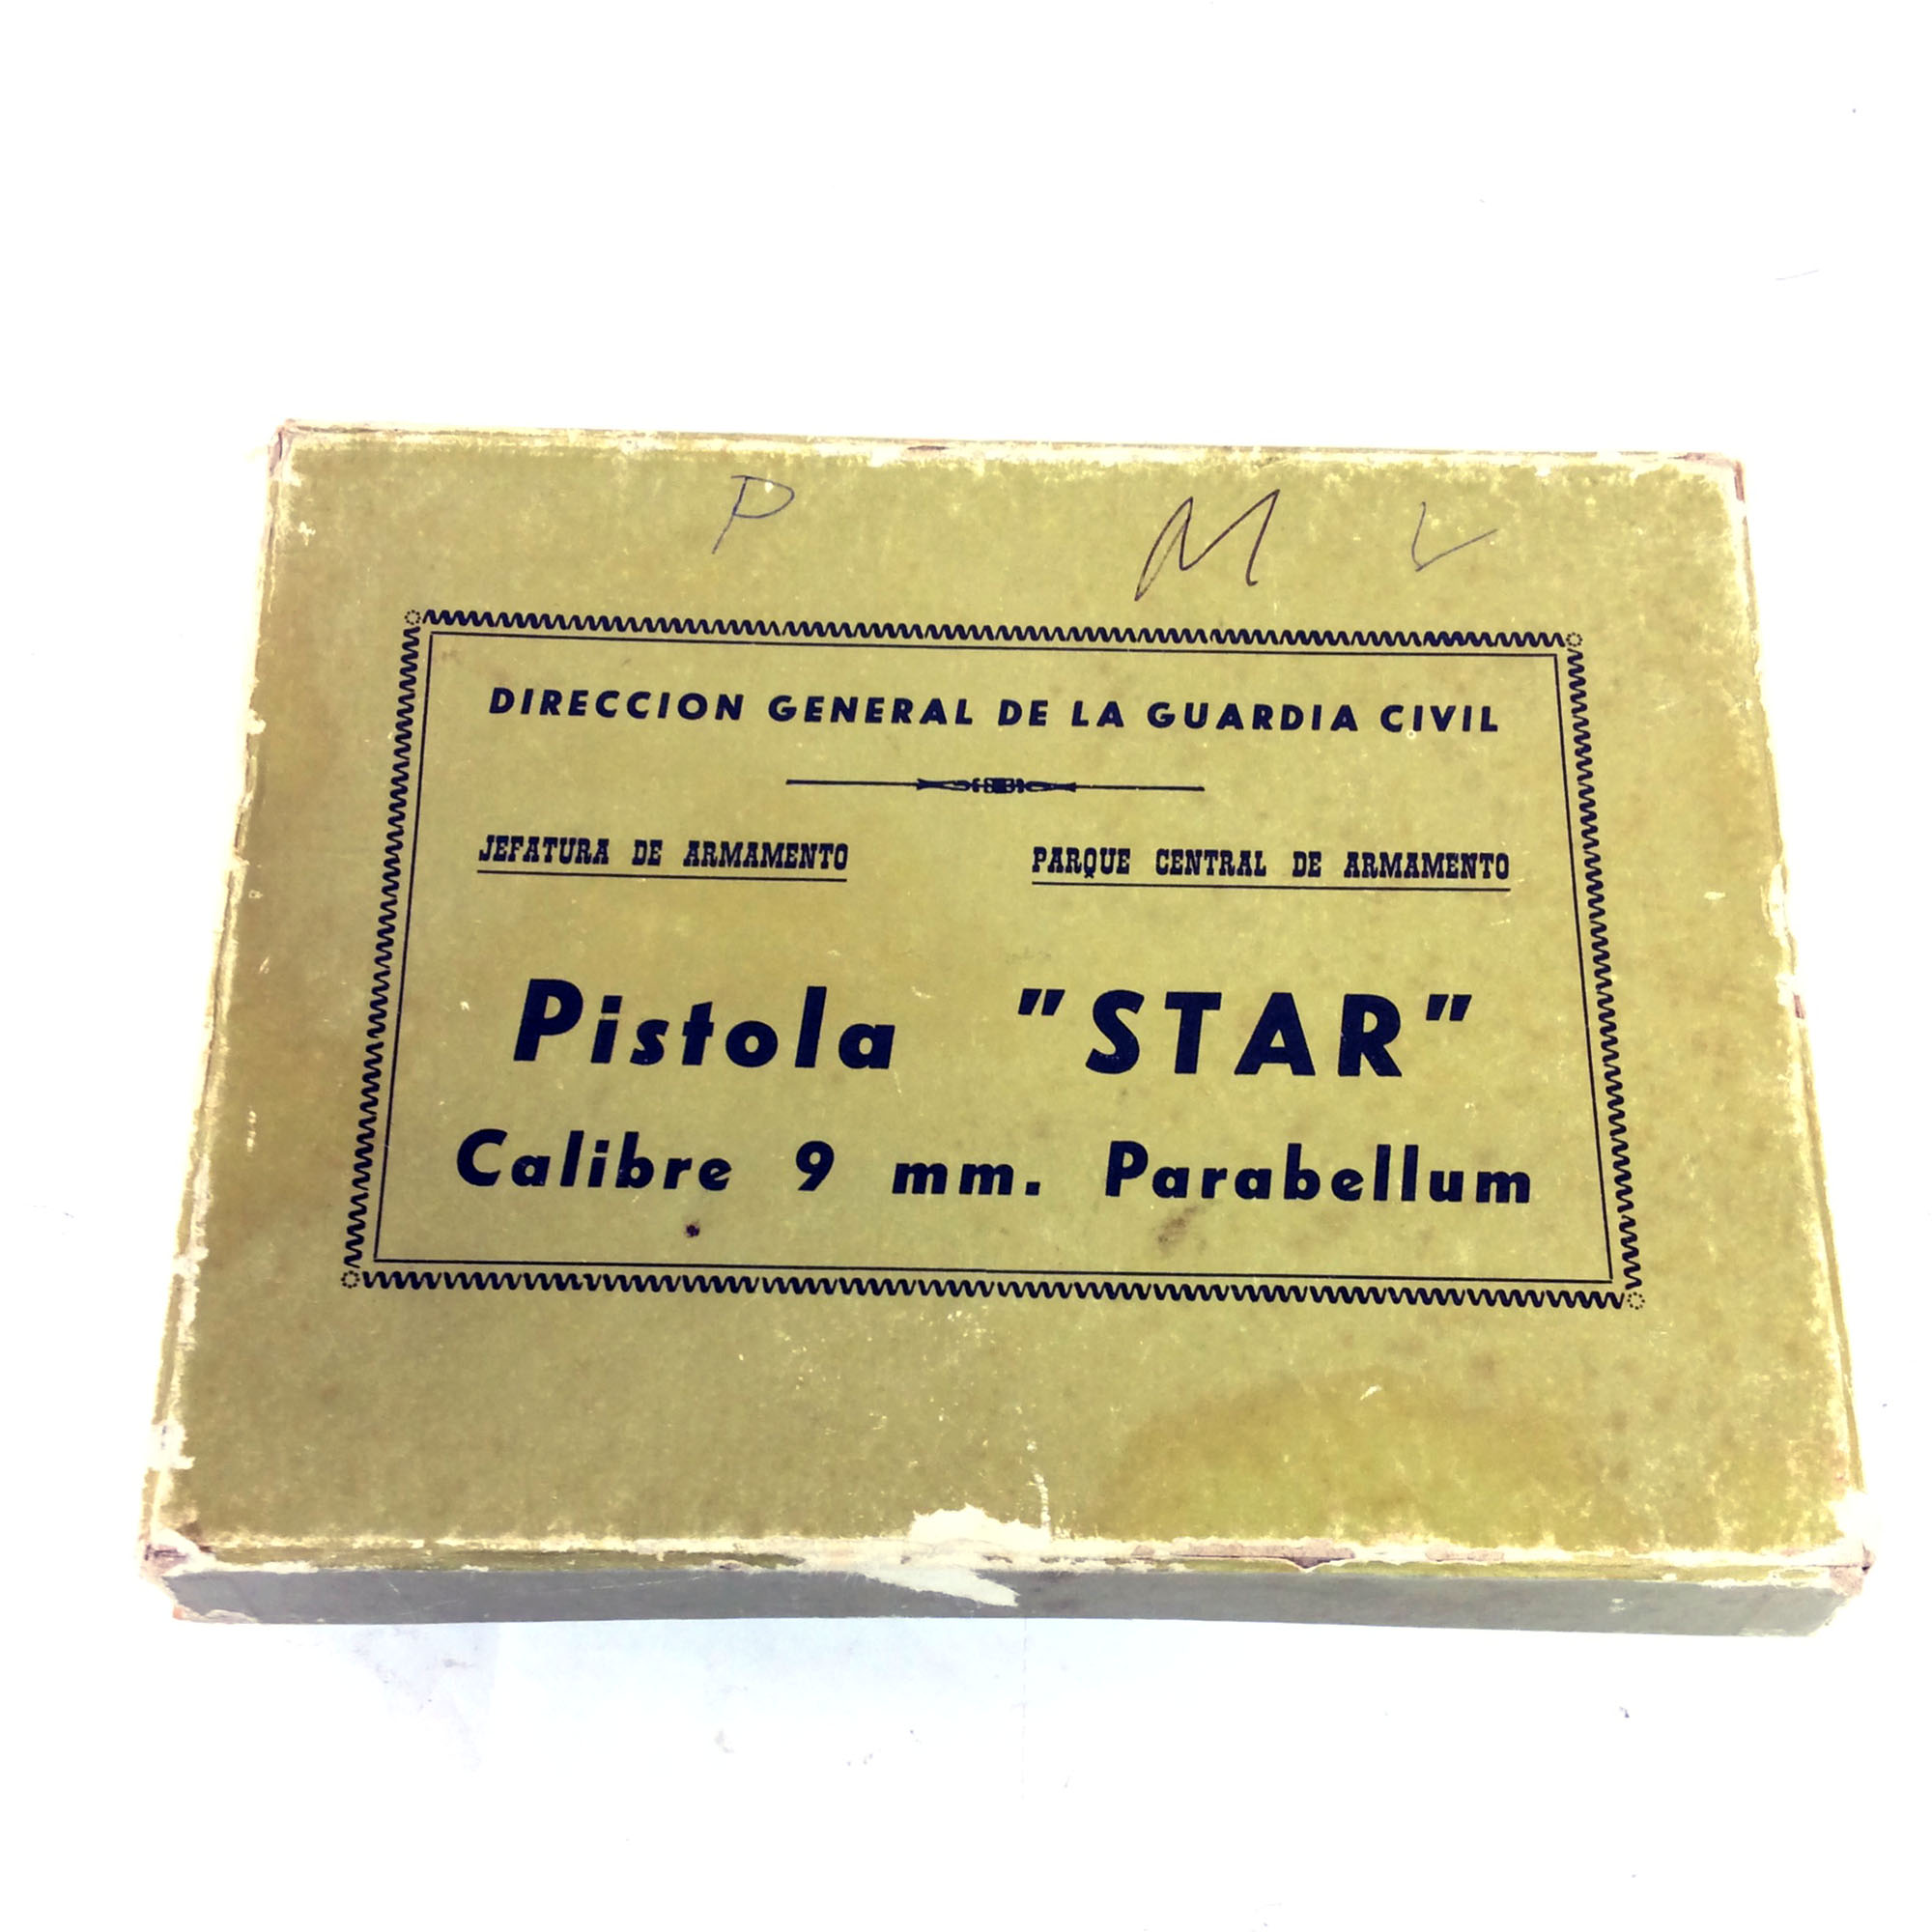 P M L
DIRECCION GENERAL DE LA GUARDIA CIVIL
JEFATURA DE ARMAMENTO PARQUE CENTRAL DE ARMAMENTO
Pistola "STAR"
Calibre 9 mm. Parabellum